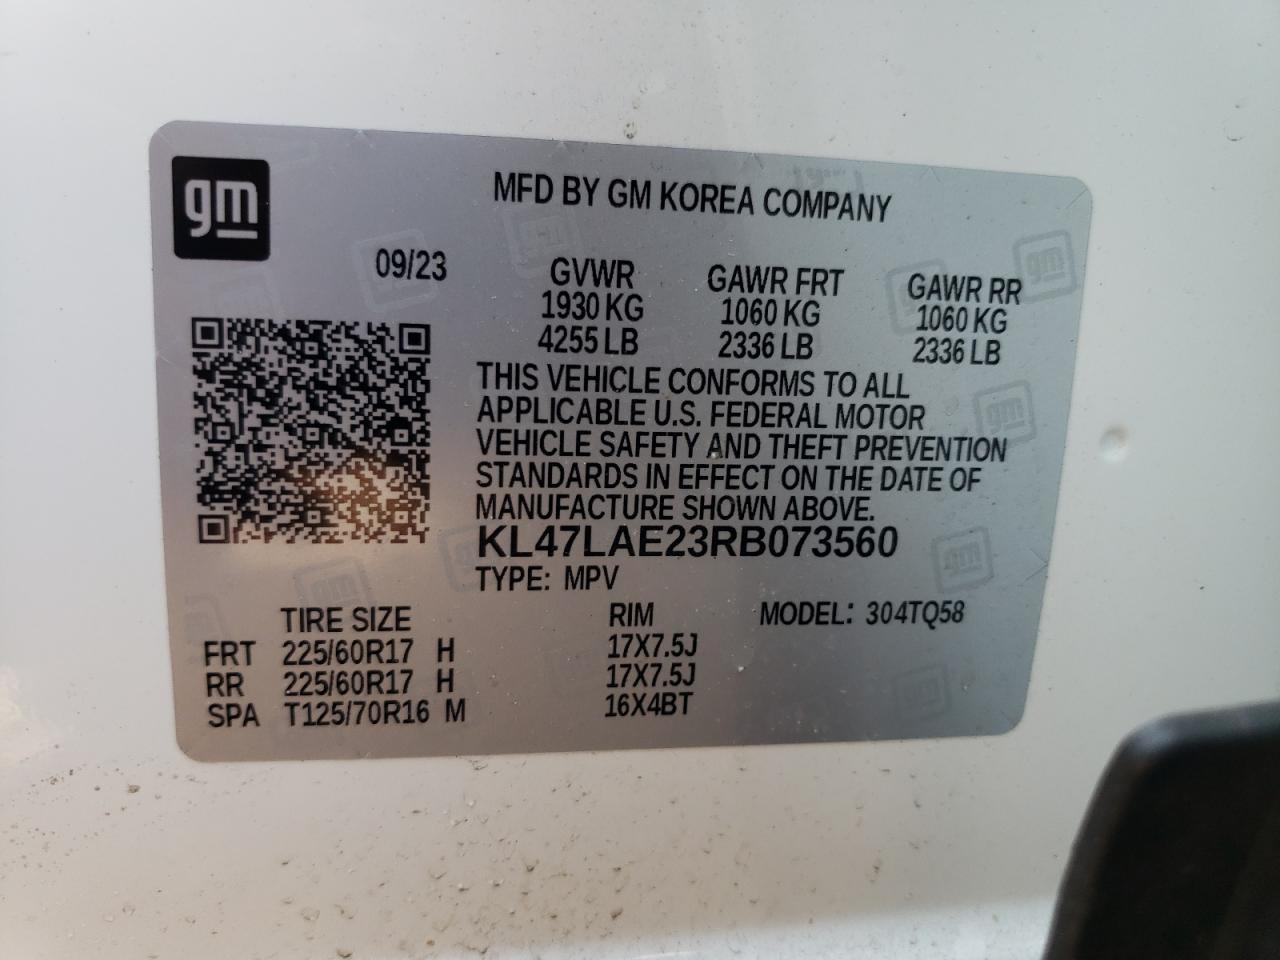 gm
MFD BY GM KOREA COMPANY
09/23 GVWR GAWR FRT GAWR RR
1930 KG 1060 KG 1060 KG
4255 LB 2336 LB 2336 LB
THIS VEHICLE CONFORMS TO ALL
APPLICABLE U.S. FEDERAL MOTOR
VEHICLE SAFETY AND THEFT PREVENTION
STANDARDS IN EFFECT ON THE DATE OF
MANUFACTURE SHOWN ABOVE.
KL47LAE23RB073560
TYPE: MPV
TIRE SIZE RIM MODEL: 304TQ58
FRT 225/60R17 H 17X7.5J
RR 225/60R17 H 17X7.5J
SPA T125/70R16 M 16X4BT